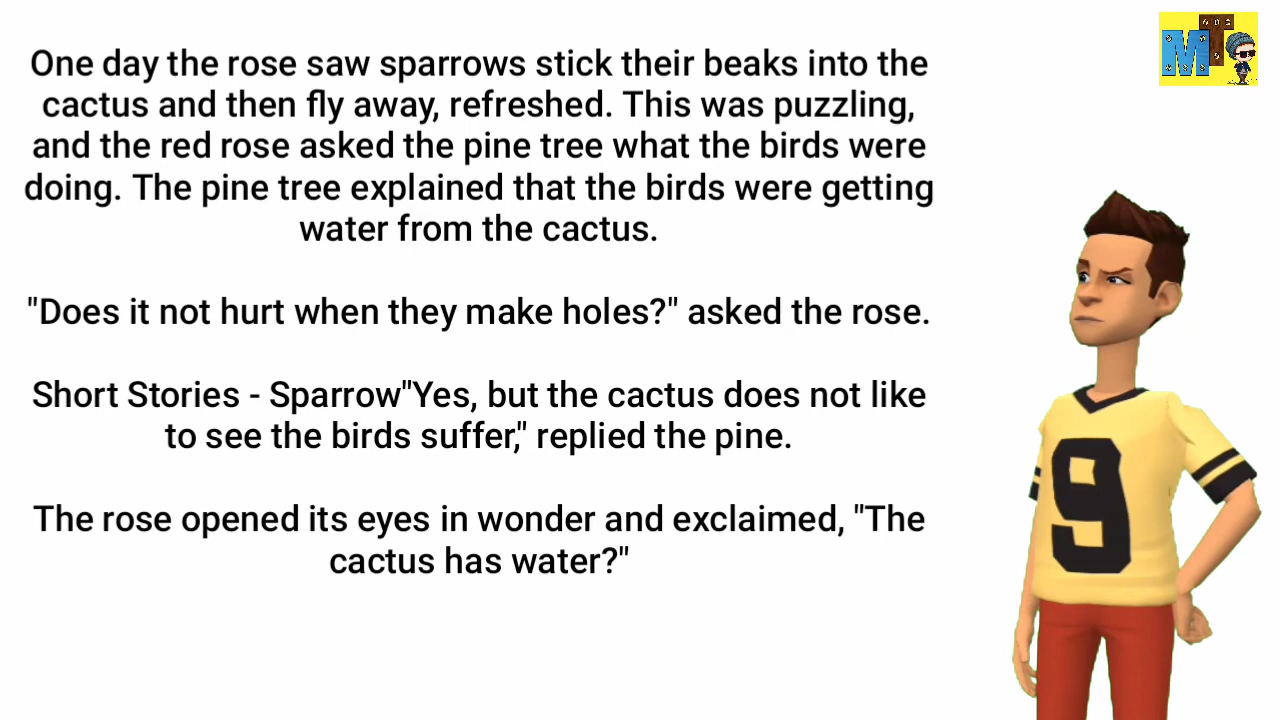 One day the rose saw sparrows stick their beaks into the
cactus and then fly away, refreshed. This was puzzling,
and the red rose asked the pine tree what the birds were
doing. The pine tree explained that the birds were getting
water from the cactus.
"Does it not hurt when they make holes?" asked the rose.
Short Stories - Sparrow"Yes, but the cactus does not like
to see the birds suffer," replied the pine.
The rose opened its eyes in wonder and exclaimed, "The
cactus has water?"
MT
9